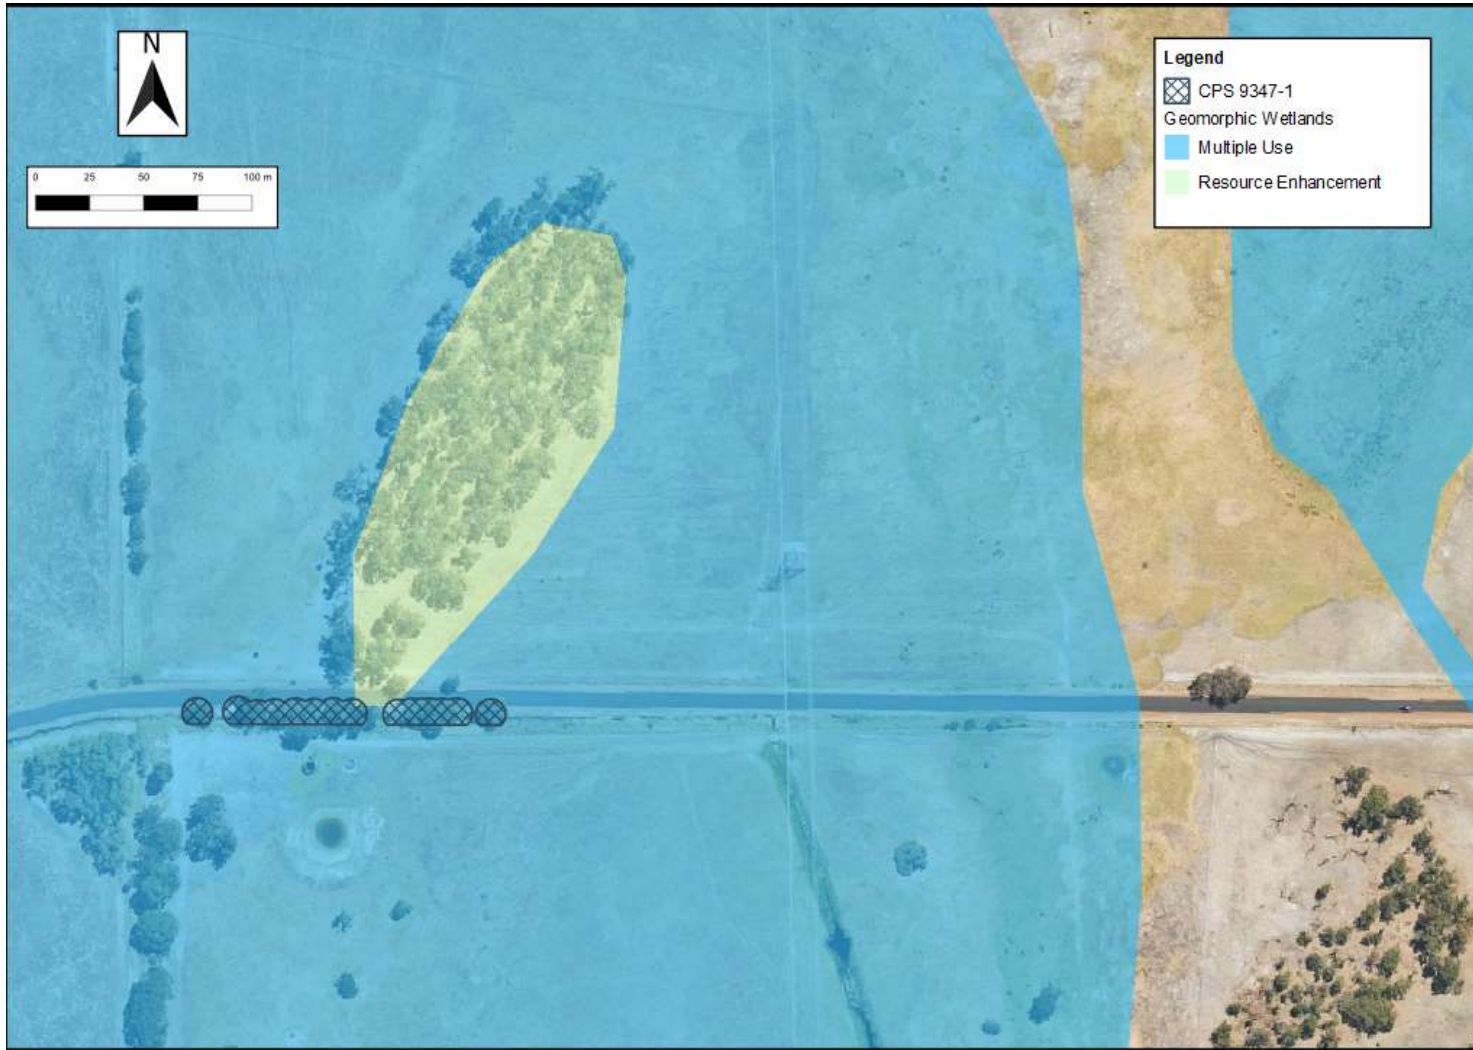 N
0 25 50 75 100 m
Legend
CPS 9347-1
Geomorphic Wetlands
Multiple Use
Resource Enhancement